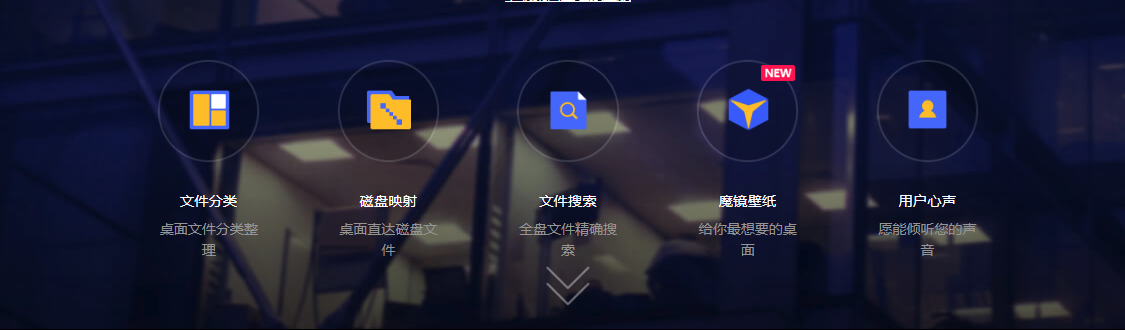 NEW
文件分类
磁盘映射
文件搜索
魔镜壁纸
用户心声
桌面文件分类整
理
桌面直达磁盘文
件
全盘文件精确搜
索
给你最想要的桌
面
愿能倾听您的声
音